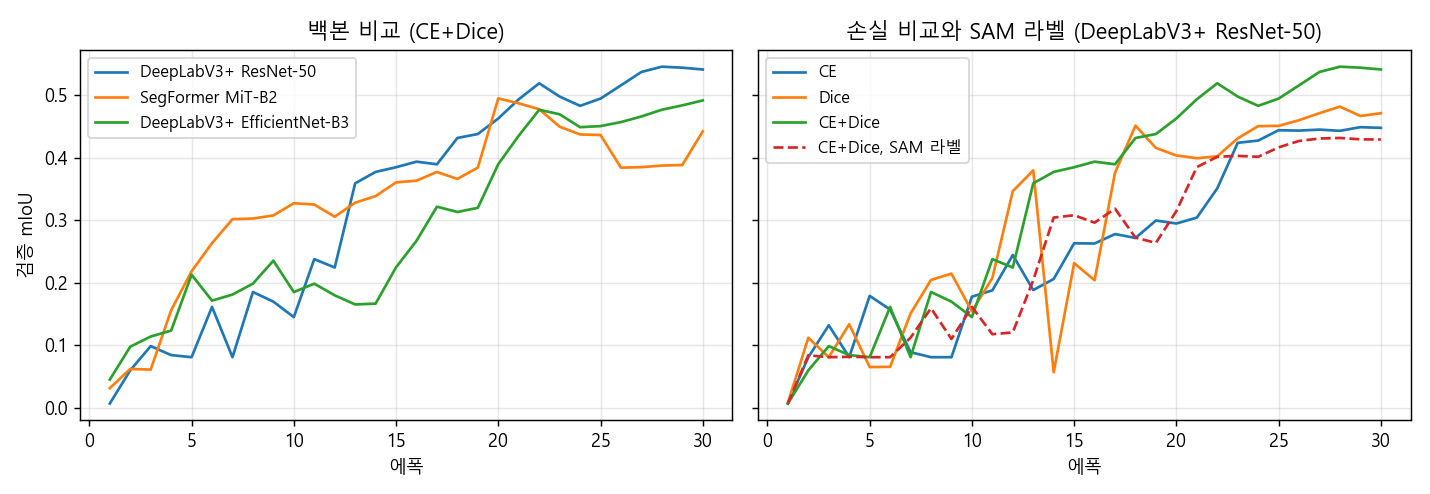 백본 비교 (CE+Dice)
DeepLabV3+ ResNet-50
SegFormer MiT-B2
DeepLabV3+ EfficientNet-B3
검증 mIoU
0.5
0.4
0.3
0.2
0.1
0.0
0 5 10 15 20 25 30
에폭
손실 비교와 SAM 라벨 (DeepLabV3+ ResNet-50)
CE
Dice
CE+Dice
CE+Dice, SAM 라벨
0 5 10 15 20 25 30
에폭